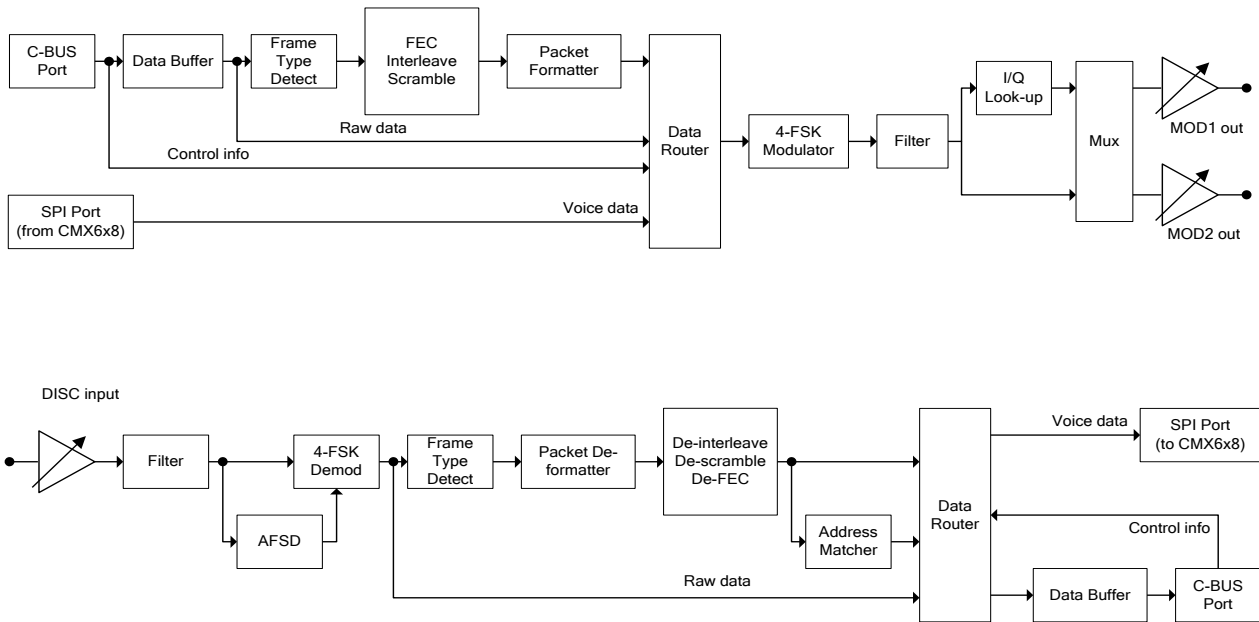 C-BUS
Port
Data Buffer
Frame
Type
Detect
FEC
Interleave
Scramble
Packet
Formatter
Raw data
Control info
SPI Port
(from CMX6x8)
Voice data
Data
Router
4-FSK
Modulator
Filter
I/Q
Look-up
Mux
MOD1 out
MOD2 out
DISC input
Filter
AFSD
4-FSK
Demod
Frame
Type
Detect
Packet De-
formatter
De-interleave
De-scramble
De-FEC
Address
Matcher
Raw data
Data
Router
Voice data
SPI Port
(to CMX6x8)
Control info
Data Buffer
C-BUS
Port